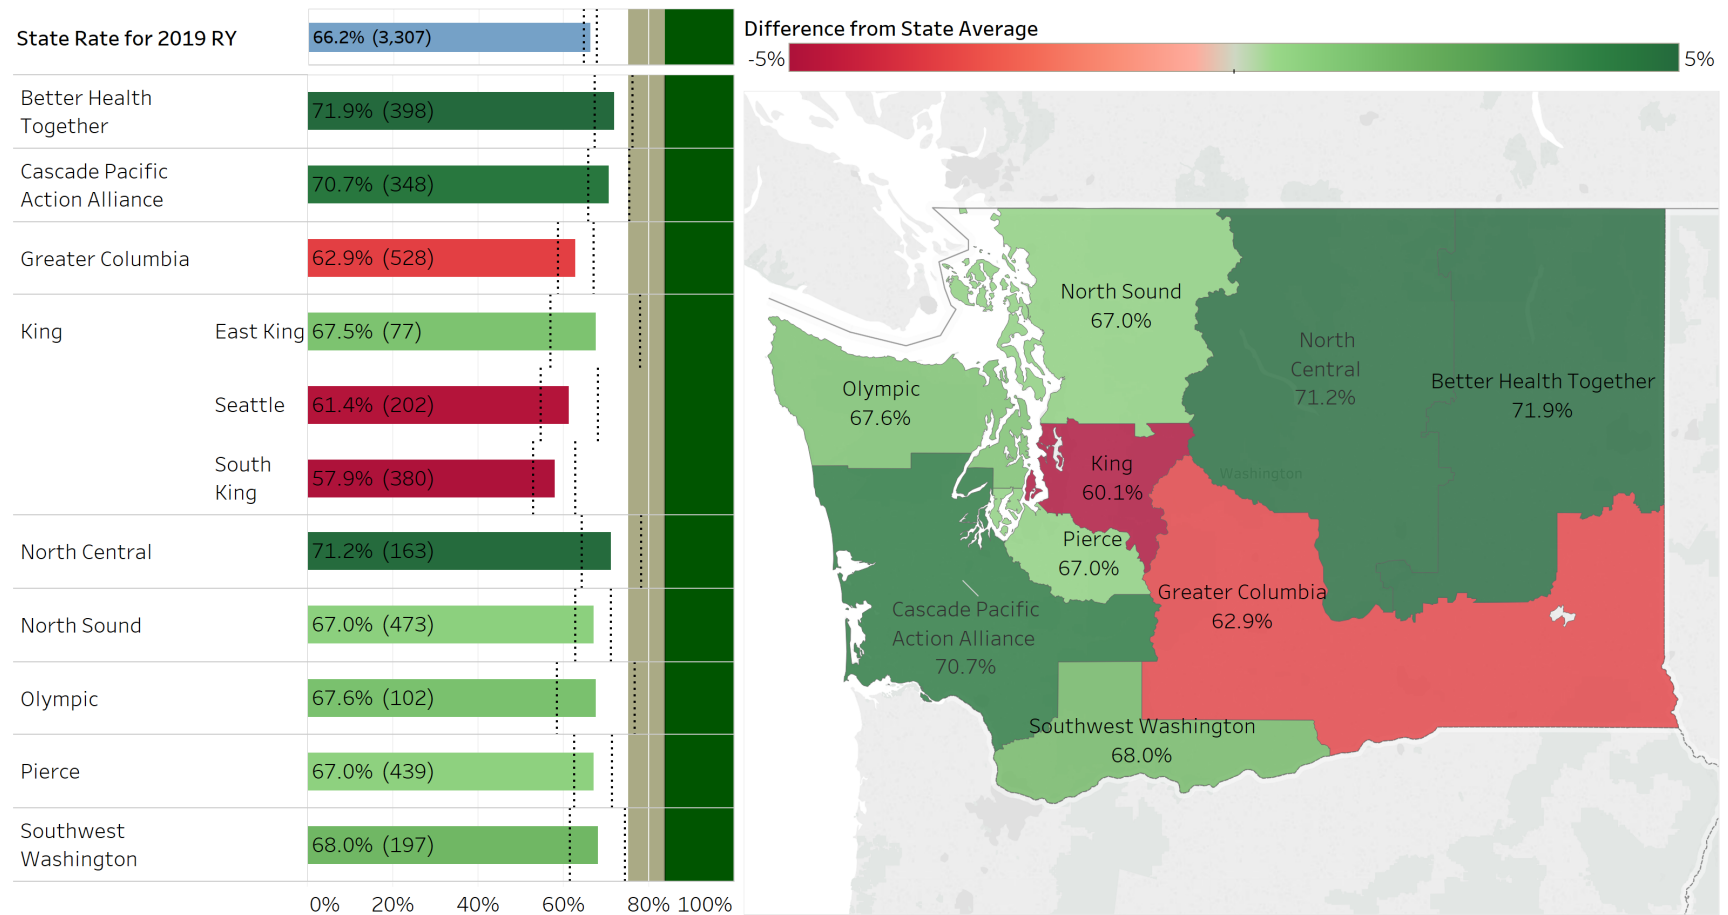 State Rate for 2019 RY
66.2% (3,307)
Better Health
Together
71.9% (398)
Cascade Pacific
Action Alliance
70.7% (348)
Greater Columbia
62.9% (528)
King
East King
67.5% (77)
Seattle
61.4% (202)
South
King
57.9% (380)
North Central
71.2% (163)
North Sound
67.0% (473)
Olympic
67.6% (102)
Pierce
67.0% (439)
Southwest
Washington
68.0% (197)
0% 20% 40% 60% 80% 100%
Difference from State Average
-5% 5%
North Sound
67.0%
North
Central
71.2%
Better Health Together
71.9%
Olympic
67.6%
King
60.1%
Washington
Pierce
67.0%
Greater Columbia
62.9%
Cascade Pacific
Action Alliance
70.7%
Southwest Washington
68.0%